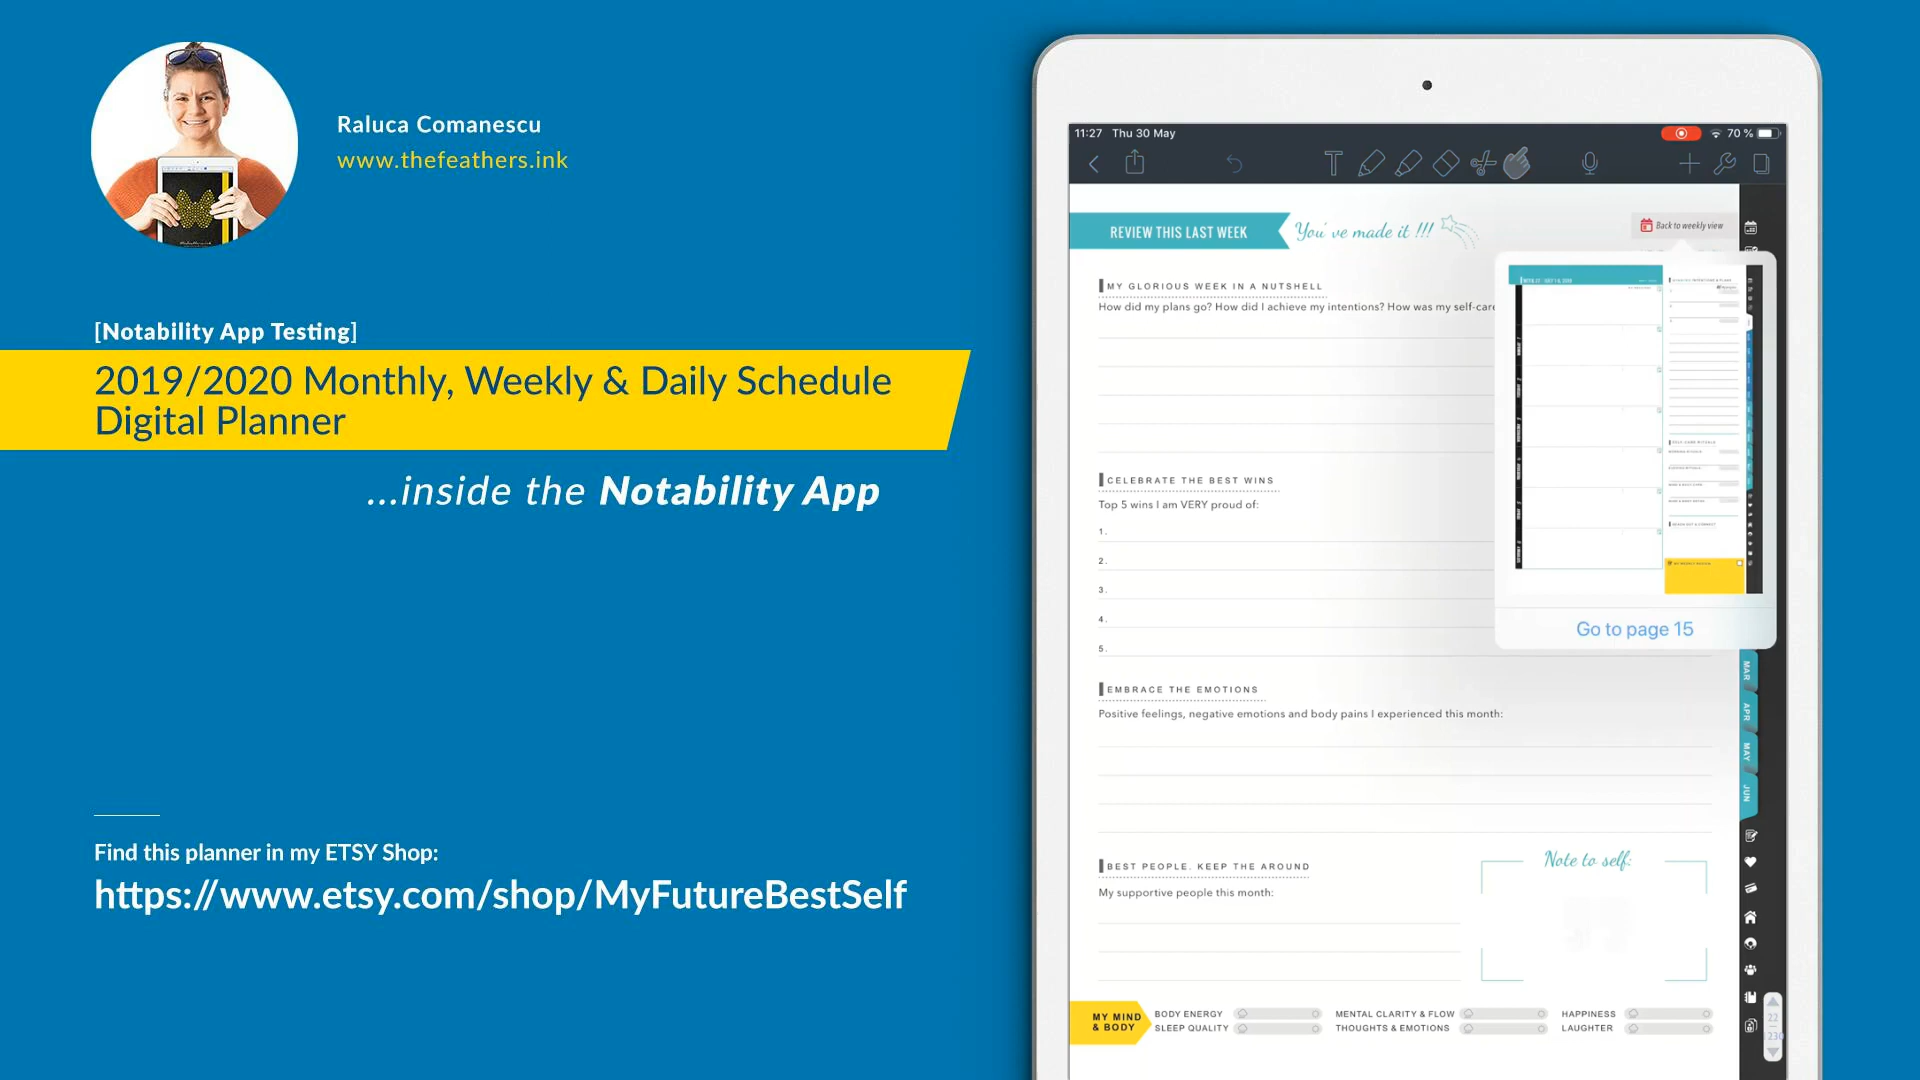 Raluca Comanescu
www.thefeathers.ink
[Notability App Testing]
2019/2020 Monthly, Weekly & Daily Schedule
Digital Planner
...inside the Notability App
Find this planner in my ETSY Shop:
https://www.etsy.com/shop/MyFutureBestSelf
11:27 Thu 30 May
70 %
REVIEW THIS LAST WEEK
You've made it !!!
Back to weekly view
MY GLORIOUS WEEK IN A NUTSHELL
How did my plans go? How did I achieve my intentions? How was my self-care
CELEBRATE THE BEST WINS
Top 5 wins I am VERY proud of:
1.
2.
3.
4.
5.
Go to page 15
EMBRACE THE EMOTIONS
Positive feelings, negative emotions and body pains I experienced this month:
MAR
APR
MAY
JUN
BEST PEOPLE. KEEP THE AROUND
My supportive people this month:
Note to self:
MY MIND
& BODY
BODY ENERGY
SLEEP QUALITY
MENTAL CLARITY & FLOW
THOUGHTS & EMOTIONS
HAPPINESS
LAUGHTER
22